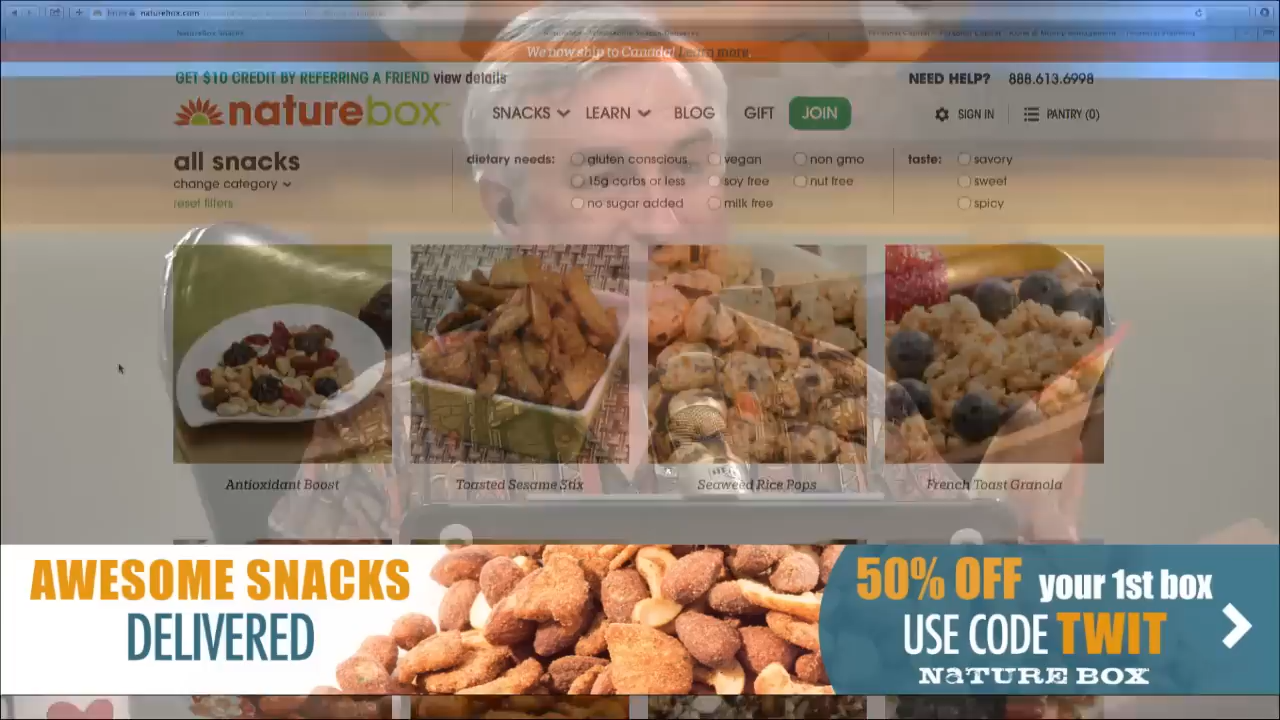 naturebox.com
NatureBox Snacks
We now ship to Canada! Learn more.
GET $10 CREDIT BY REFERRING A FRIEND view details
NEED HELP? 888.613.6998
naturebox
SNACKS LEARN BLOG GIFT JOIN
SIGN IN PANTRY (0)
all snacks
change category
reset filters
dietary needs: gluten conscious vegan non gmo
15g carbs or less soy free nut free
no sugar added milk free
taste: savory
sweet
spicy
Antioxidant Boost
Toasted Sesame Stix
Seaweed Rice Pops
French Toast Granola
AWESOME SNACKS
DELIVERED
50% OFF your 1st box
USE CODE TWIT
NATURE BOX